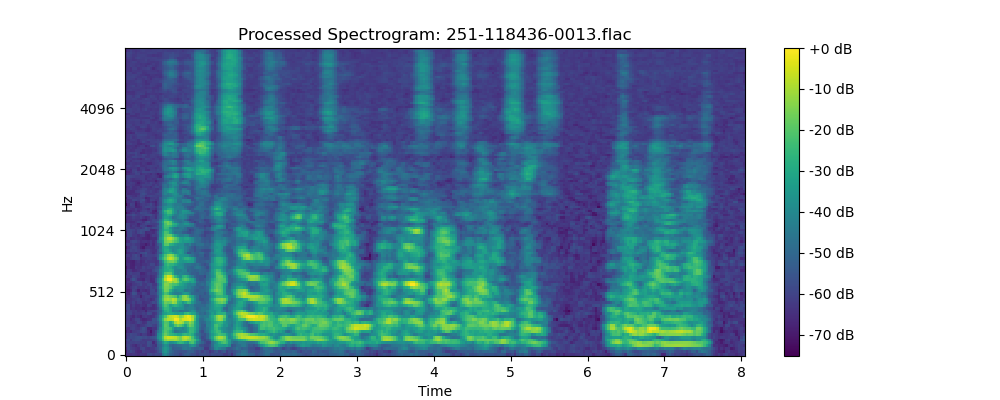 Processed Spectrogram: 251-118436-0013.flac
Hz
4096
2048
1024
512
0
0 1 2 3 4 5 6 7 8
Time
+0 dB
-10 dB
-20 dB
-30 dB
-40 dB
-50 dB
-60 dB
-70 dB